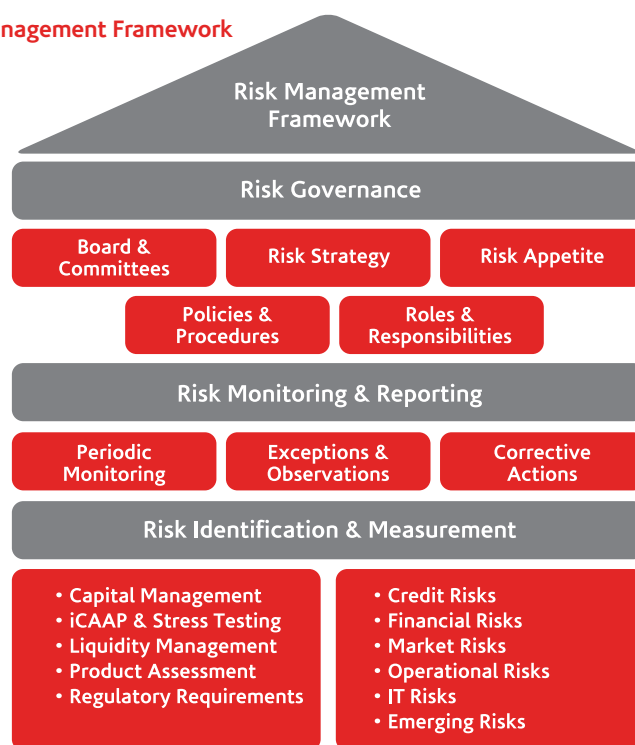 nagement Framework
Risk Management
Framework
Risk Governance
Board &
Committees
Risk Strategy
Risk Appetite
Policies &
Procedures
Roles &
Responsibilities
Risk Monitoring & Reporting
Periodic
Monitoring
Exceptions &
Observations
Corrective
Actions
Risk Identification & Measurement
• Capital Management
• iCAAP & Stress Testing
• Liquidity Management
• Product Assessment
• Regulatory Requirements
• Credit Risks
• Financial Risks
• Market Risks
• Operational Risks
• IT Risks
• Emerging Risks